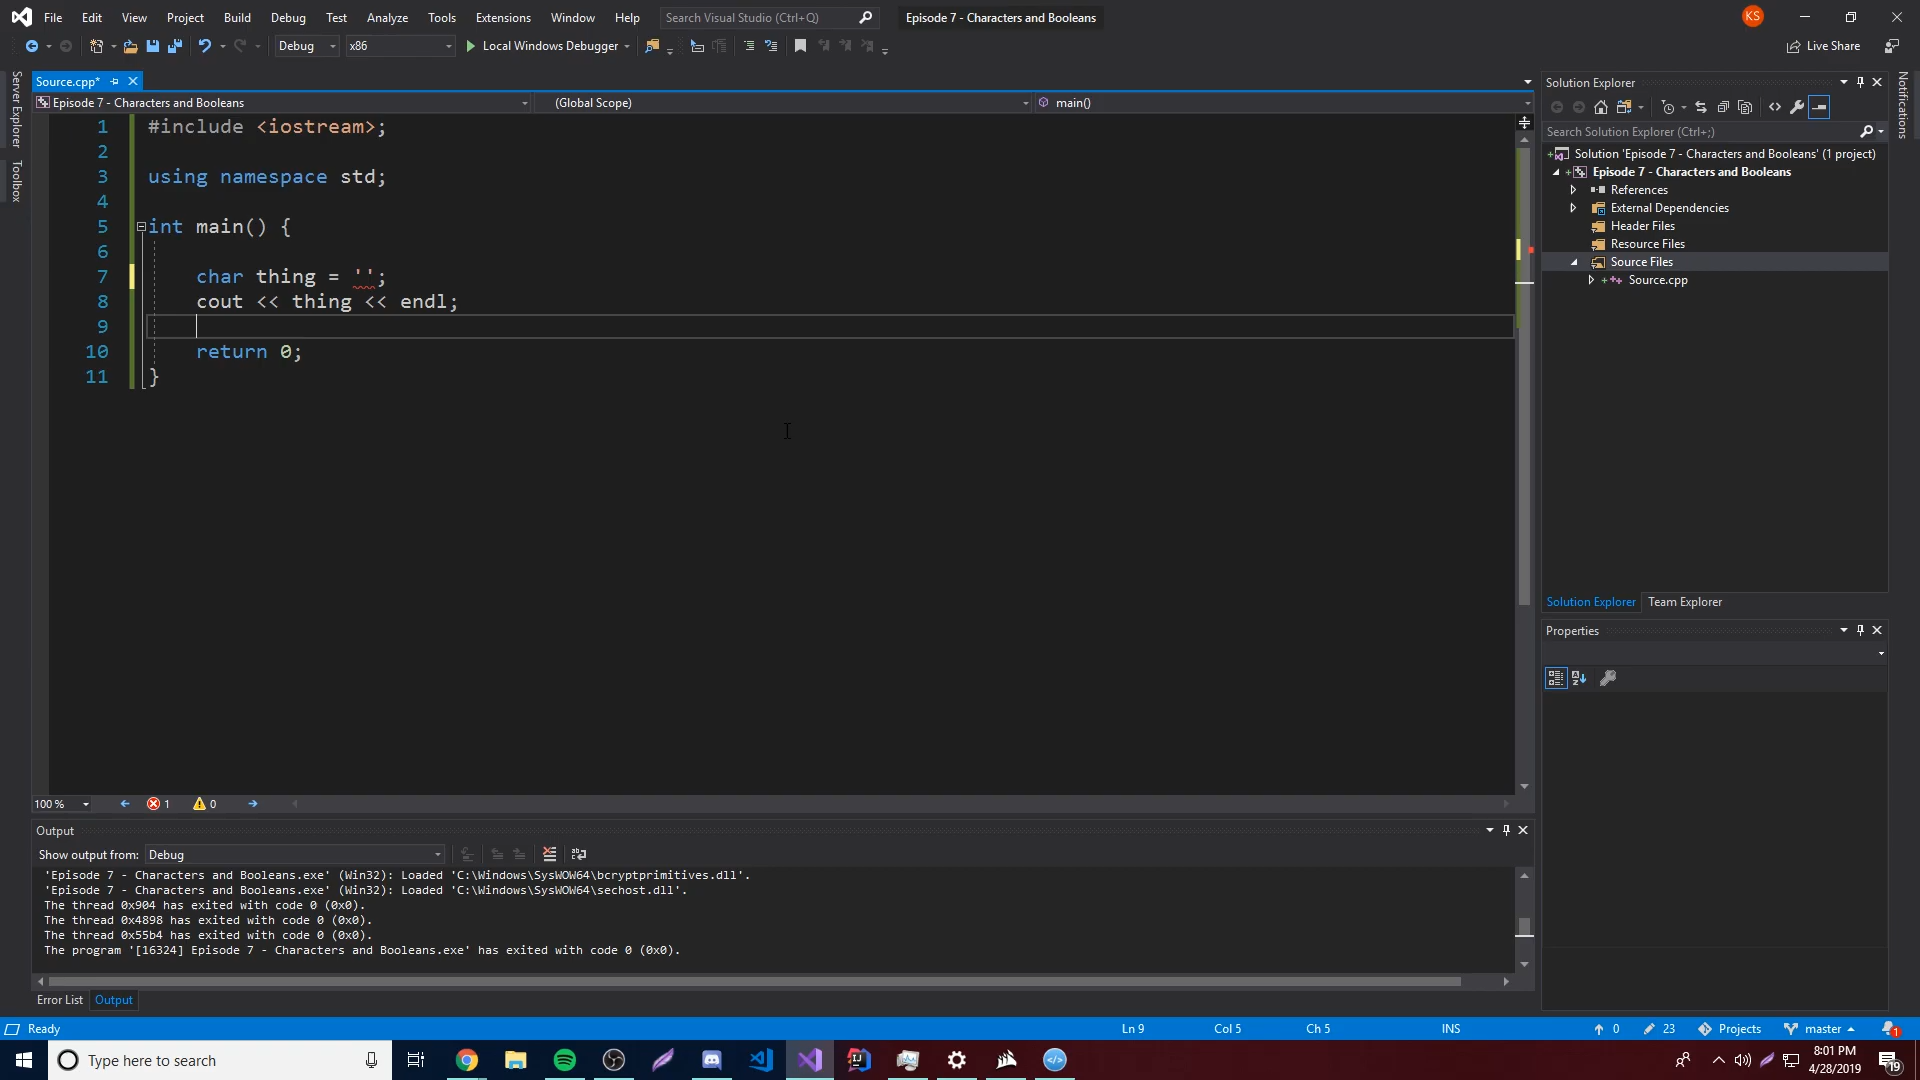 File Edit View Project Build Debug Test Analyze Tools Extensions Window Help Search Visual Studio (Ctrl+Q) Episode 7 - Characters and Booleans KS
Debug x86 Local Windows Debugger Live Share
Server Explorer
Toolbox
Source.cpp*
Episode 7 - Characters and Booleans (Global Scope) main()
1 #include <iostream>;
2
3 using namespace std;
4
5 int main() {
6
7 char thing = '';
8 cout << thing << endl;
9
10 return 0;
11 }
100 % 1 0
Output
Show output from: Debug
'Episode 7 - Characters and Booleans.exe' (Win32): Loaded 'C:\Windows\SysWOW64\bcryptprimitives.dll'.
'Episode 7 - Characters and Booleans.exe' (Win32): Loaded 'C:\Windows\SysWOW64\sechost.dll'.
The thread 0x904 has exited with code 0 (0x0).
The thread 0x4898 has exited with code 0 (0x0).
The thread 0x55b4 has exited with code 0 (0x0).
The program '[16324] Episode 7 - Characters and Booleans.exe' has exited with code 0 (0x0).
Error List Output
Solution Explorer
Search Solution Explorer (Ctrl+;)
Solution 'Episode 7 - Characters and Booleans' (1 project)
Episode 7 - Characters and Booleans
References
External Dependencies
Header Files
Resource Files
Source Files
Source.cpp
Solution Explorer Team Explorer
Properties
Notifications
Ready Ln 9 Col 5 Ch 5 INS 0 23 Projects master 1
Type here to search
8:01 PM
4/28/2019
19